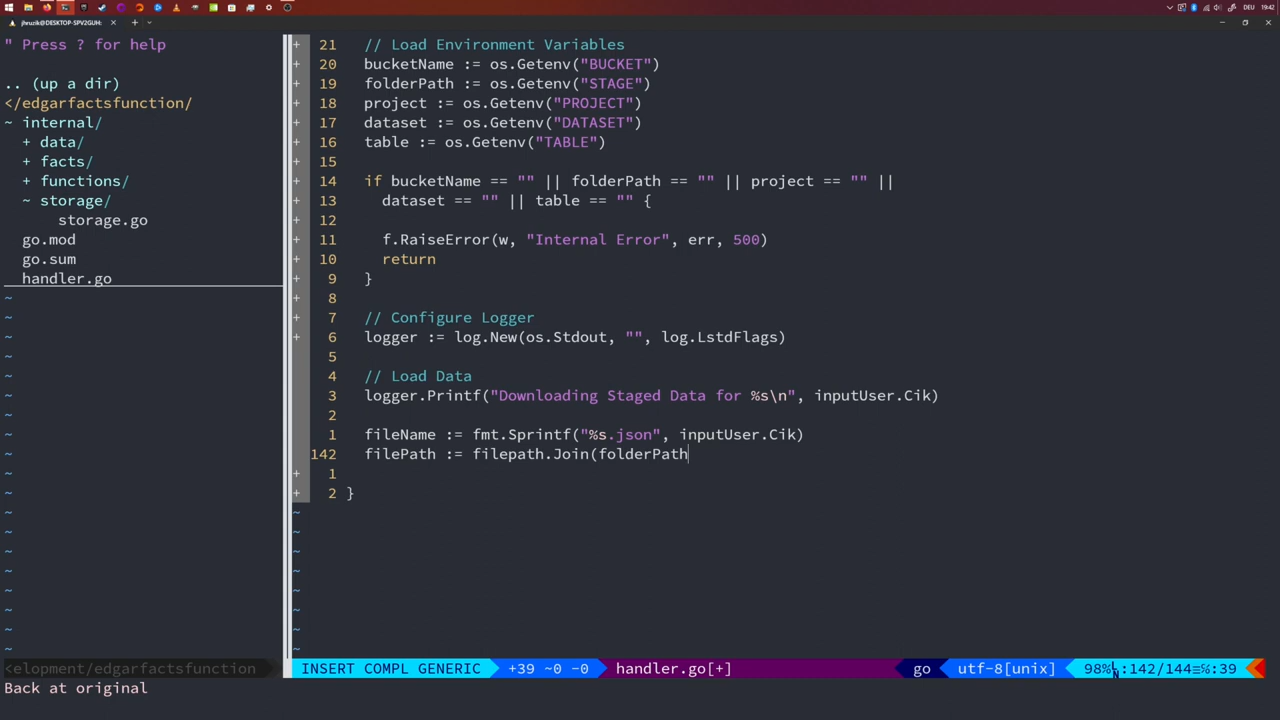 19:42
DEU
jhruzik@DESKTOP-SPV2GUH:
" Press ? for help
.. (up a dir)
</edgarfactsfunction/
~ internal/
+ data/
+ facts/
+ functions/
~ storage/
storage.go
go.mod
go.sum
handler.go
+ 21 // Load Environment Variables
+ 20 bucketName := os.Getenv("BUCKET")
+ 19 folderPath := os.Getenv("STAGE")
+ 18 project := os.Getenv("PROJECT")
+ 17 dataset := os.Getenv("DATASET")
+ 16 table := os.Getenv("TABLE")
+ 15
+ 14 if bucketName == "" || folderPath == "" || project == "" ||
+ 13 dataset == "" || table == "" {
+ 12
+ 11 f.RaiseError(w, "Internal Error", err, 500)
+ 10 return
+ 9 }
+ 8
+ 7 // Configure Logger
+ 6 logger := log.New(os.Stdout, "", log.LstdFlags)
5
4 // Load Data
3 logger.Printf("Downloading Staged Data for %s\n", inputUser.Cik)
2
1 fileName := fmt.Sprintf("%s.json", inputUser.Cik)
142 filePath := filepath.Join(folderPath
+ 1
+ 2 }
<elopment/edgarfactsfunction
INSERT COMPL GENERIC +39 ~0 -0 handler.go[+] go utf-8[unix] 98% :142/144≡℅:39
Back at original